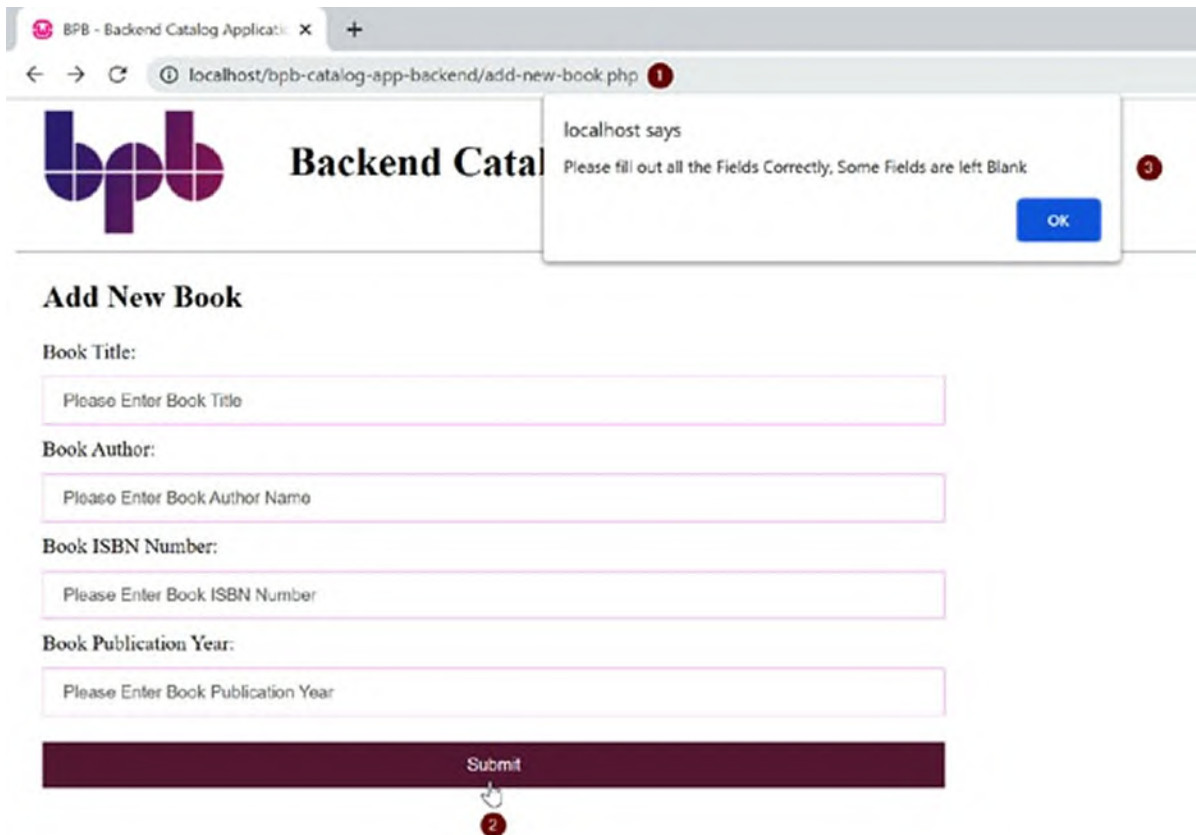 BPB - Backend Catalog Applicatio
localhost/bpb-catalog-app-backend/add-new-book.php 1
bpb
Backend Catal
localhost says
Please fill out all the Fields Correctly, Some Fields are left Blank
OK
3
Add New Book
Book Title:
Please Enter Book Title
Book Author:
Please Enter Book Author Name
Book ISBN Number:
Please Enter Book ISBN Number
Book Publication Year:
Please Enter Book Publication Year
Submit
2